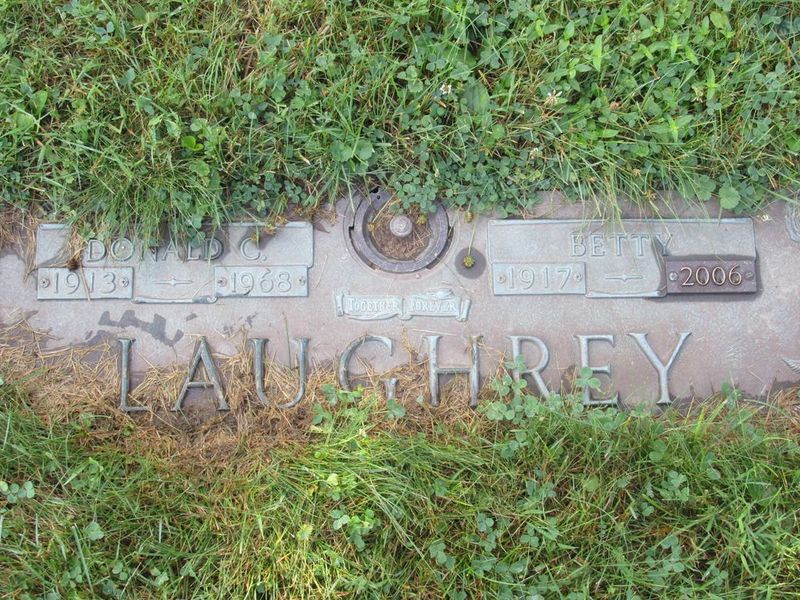 DONALD C.
1913 1968
TOGETHER FOREVER
BETTY
1917 2006
LAUGHREY